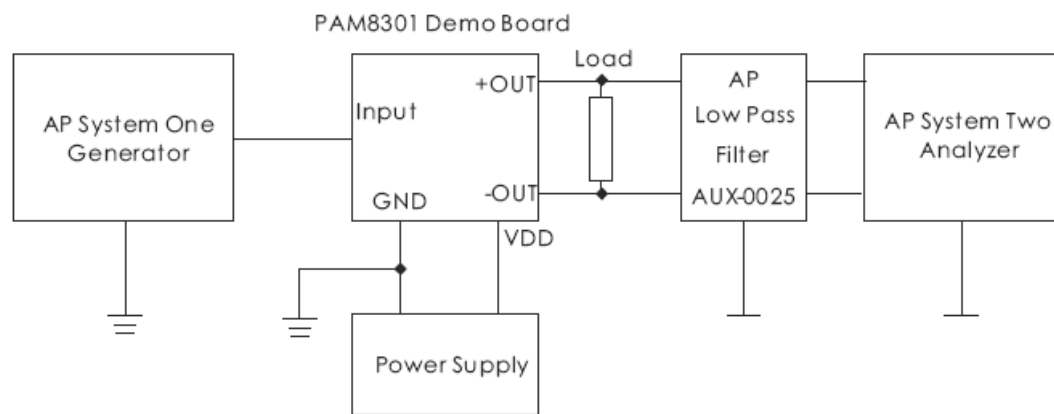 PAM8301 Demo Board
AP System One
Generator
Input
+OUT
-OUT
GND
VDD
Load
AP
Low Pass
Filter
AUX-0025
AP System Two
Analyzer
Power Supply